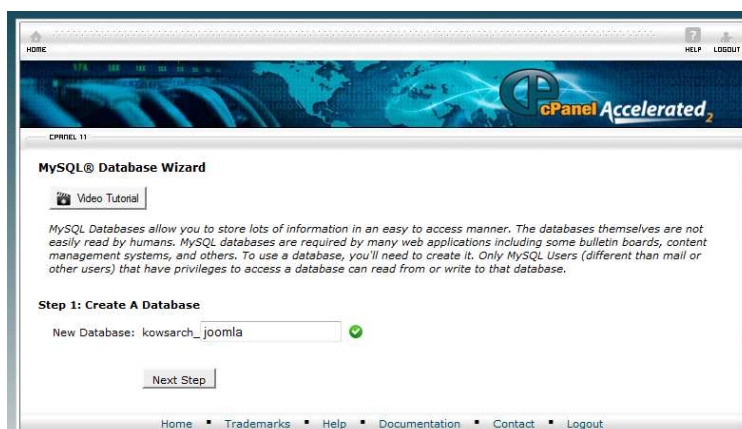 HOME
HELP LOGOUT
cPanel Accelerated2
CPANEL 11
MySQL® Database Wizard
Video Tutorial
MySQL Databases allow you to store lots of information in an easy to access manner. The databases themselves are not
easily read by humans. MySQL databases are required by many web applications including some bulletin boards, content
management systems, and others. To use a database, you'll need to create it. Only MySQL Users (different than mail or
other users) that have privileges to access a database can read from or write to that database.
Step 1: Create A Database
New Database: kowsarch_ joomla
Next Step
Home ▪ Trademarks ▪ Help ▪ Documentation ▪ Contact ▪ Logout